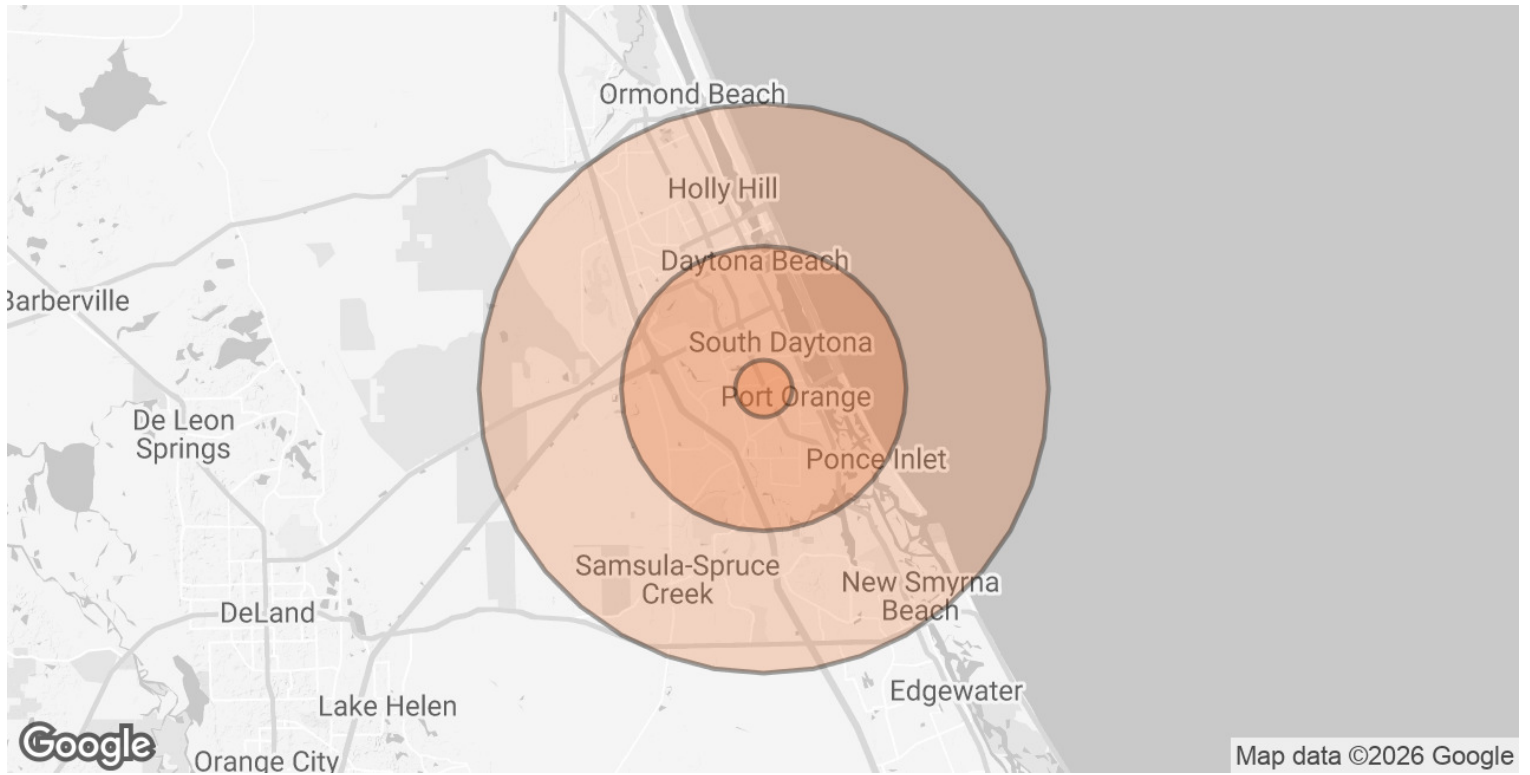 Ormond Beach
Holly Hill
Daytona Beach
Barberville
South Daytona
Port Orange
De Leon
Springs
Ponce Inlet
Samsula-Spruce
Creek
New Smyrna
Beach
DeLand
Edgewater
Lake Helen
Orange City
Google
Map data ©2026 Google